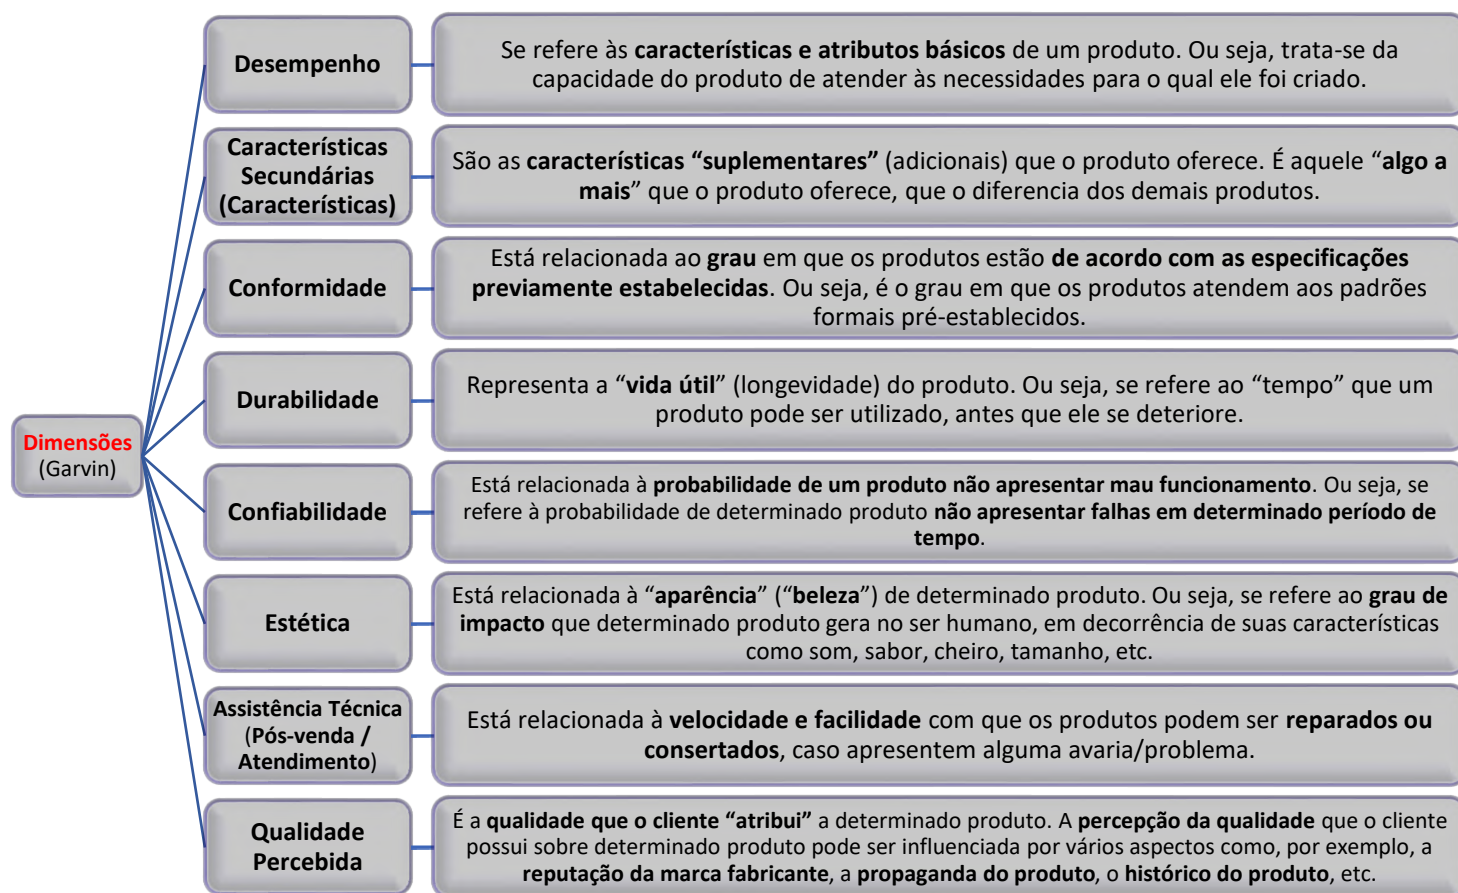 Dimensões
(Garvin)
Desempenho
Se refere às características e atributos básicos de um produto. Ou seja, trata-se da
capacidade do produto de atender às necessidades para o qual ele foi criado.
Características
Secundárias
(Características)
São as características “suplementares” (adicionais) que o produto oferece. É aquele “algo a
mais” que o produto oferece, que o diferencia dos demais produtos.
Conformidade
Está relacionada ao grau em que os produtos estão de acordo com as especificações
previamente estabelecidas. Ou seja, é o grau em que os produtos atendem aos padrões
formais pré-establecidos.
Durabilidade
Representa a “vida útil” (longevidade) do produto. Ou seja, se refere ao “tempo” que um
produto pode ser utilizado, antes que ele se deteriore.
Confiabilidade
Está relacionada à probabilidade de um produto não apresentar mau funcionamento. Ou seja, se
refere à probabilidade de determinado produto não apresentar falhas em determinado período de
tempo.
Estética
Está relacionada à “aparência” (“beleza”) de determinado produto. Ou seja, se refere ao grau de
impacto que determinado produto gera no ser humano, em decorrência de suas características
como som, sabor, cheiro, tamanho, etc.
Assistência Técnica
(Pós-venda /
Atendimento)
Está relacionada à velocidade e facilidade com que os produtos podem ser reparados ou
consertados, caso apresentem alguma avaria/problema.
Qualidade
Percebida
É a qualidade que o cliente “atribui” a determinado produto. A percepção da qualidade que o cliente
possui sobre determinado produto pode ser influenciada por vários aspectos como, por exemplo, a
reputação da marca fabricante, a propaganda do produto, o histórico do produto, etc.